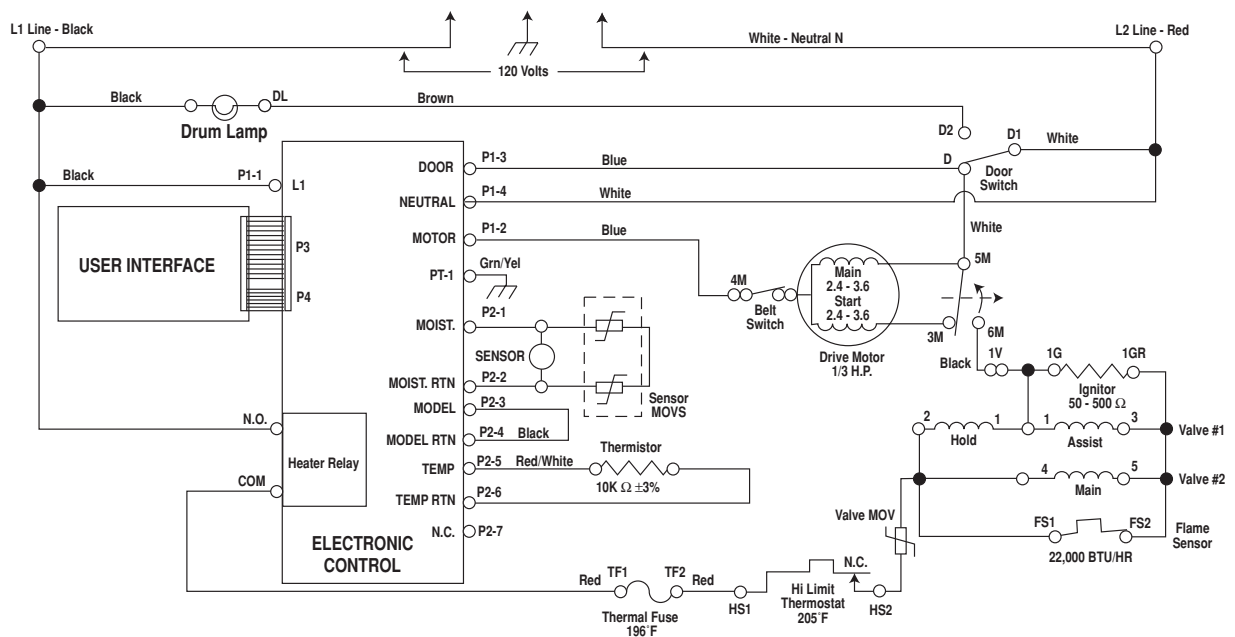 L1 Line - Black
White - Neutral N
L2 Line - Red
120 Volts
Black
DL
Brown
Drum Lamp
D2
D1
White
Door
Switch
D
DOOR
P1-3
Blue
Black
P1-1
L1
NEUTRAL
P1-4
White
MOTOR
P1-2
Blue
White
USER INTERFACE
P3
P4
PT-1
Grn/Yel
4M
Belt
Switch
Main
2.4 - 3.6
Start
2.4 - 3.6
Drive Motor
1/3 H.P.
5M
3M
6M
MOIST.
P2-1
SENSOR
MOIST. RTN
P2-2
Sensor
MOVS
Black
1V
1G
1GR
Ignitor
50 - 500 Ω
MODEL
P2-3
MODEL RTN
P2-4
Black
N.O.
Heater Relay
COM
TEMP
P2-5
Red/White
Thermistor
10K Ω ±3%
TEMP RTN
P2-6
N.C.
P2-7
ELECTRONIC
CONTROL
2
1
Hold
1
3
Assist
Valve #1
4
5
Main
Valve #2
Valve MOV
FS1
FS2
Flame
Sensor
22,000 BTU/HR
Red
TF1
TF2
Red
Thermal Fuse
196˚F
HS1
N.C.
Hi Limit
Thermostat
205˚F
HS2